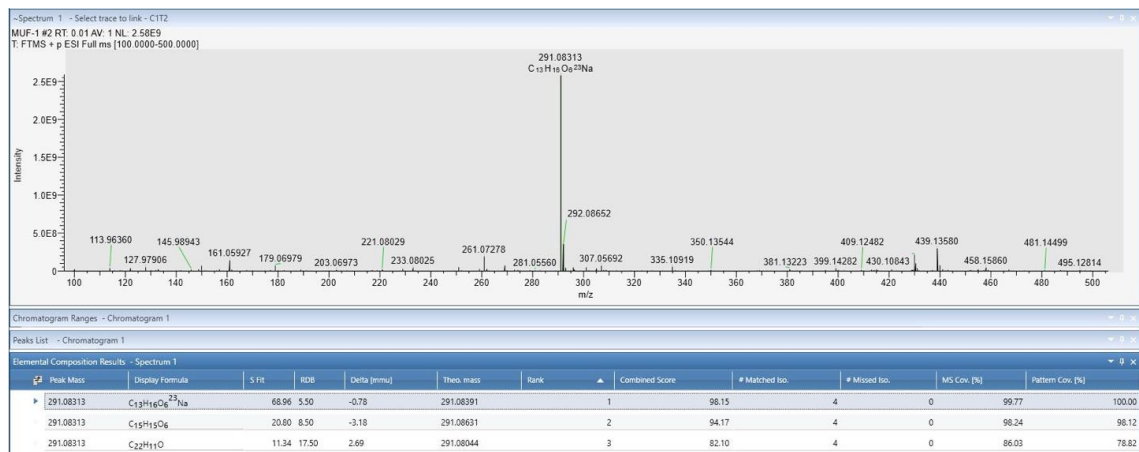 ~Spectrum 1 - Select trace to link - C1T2
MUF-1 #2 RT: 0.01 AV: 1 NL: 2.58E9
T: FTMS + p ESI Full ms [100.0000-500.0000]
291.08313
C₁₃H₁₆O₆²³Na
2.5E9
2.0E9
1.5E9
1.0E9
5.0E8
Intensity
113.96360
127.97906
145.98943
161.05927
179.06979
203.06973
221.08029
233.08025
261.07278
281.05560
292.08652
307.05692
335.10919
350.13544
381.13223
399.14282
409.12482
430.10843
439.13580
458.15860
481.14499
495.12814
100 120 140 160 180 200 220 240 260 280 300 320 340 360 380 400 420 440 460 480 500
m/z
Chromatogram Ranges - Chromatogram 1
Peaks List - Chromatogram 1
Elemental Composition Results - Spectrum 1
Peak Mass Display Formula S Fit RDB Delta [mmu] Theo. mass Rank Combined Score # Matched Iso. # Missed Iso. MS Cov. [%] Pattern Cov. [%]
291.08313 C₁₃H₁₆O₆²³Na 68.96 5.50 -0.78 291.08391 1 98.15 4 0 99.77 100.00
291.08313 C₁₅H₁₅O₆ 20.80 8.50 -3.18 291.08631 2 94.17 4 0 98.24 98.12
291.08313 C₂₂H₁₁O 11.34 17.50 2.69 291.08044 3 82.10 4 0 86.03 78.82